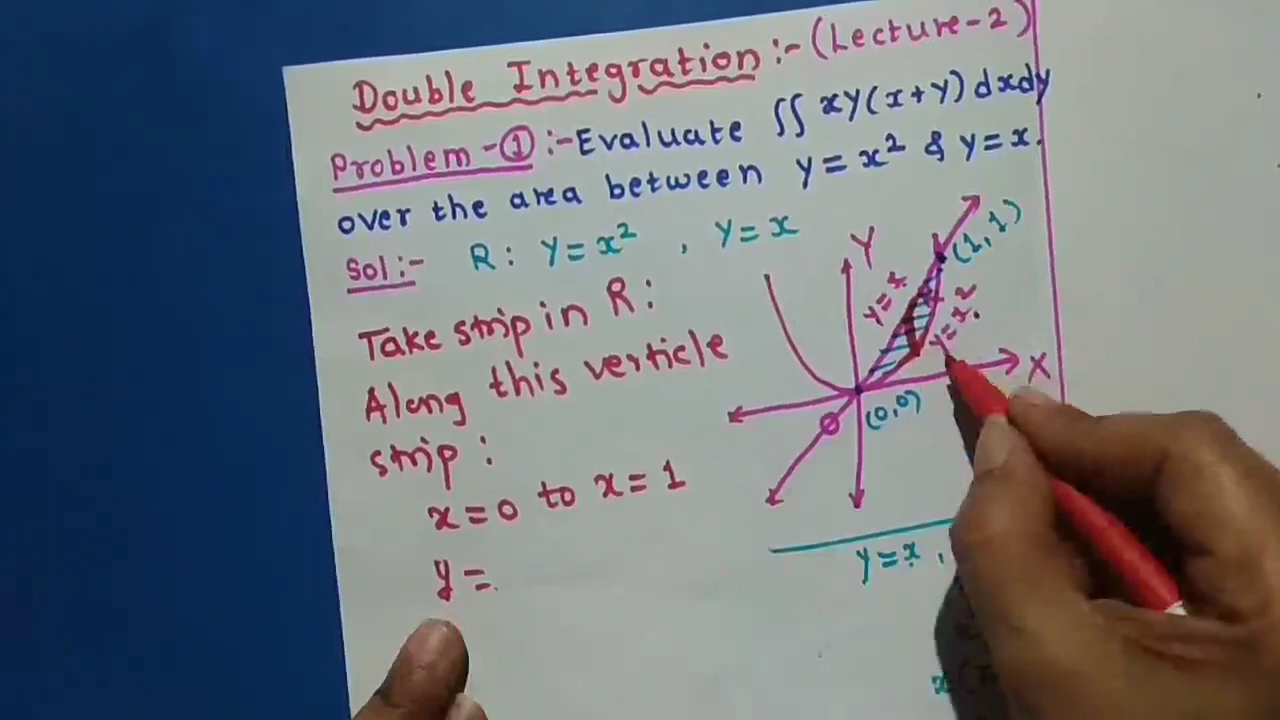 Double Integration :- (Lecture-2)
Problem-① :- Evaluate ∬ xy(x+y) dxdy
over the area between y = x² & y = x.
Sol :- R : y = x² , y = x
Take strip in R :
Along this verticle
strip :
x = 0 to x = 1
y =
Y
(1,1)
y = x
y = x²
X
(0,0)
y = x ,